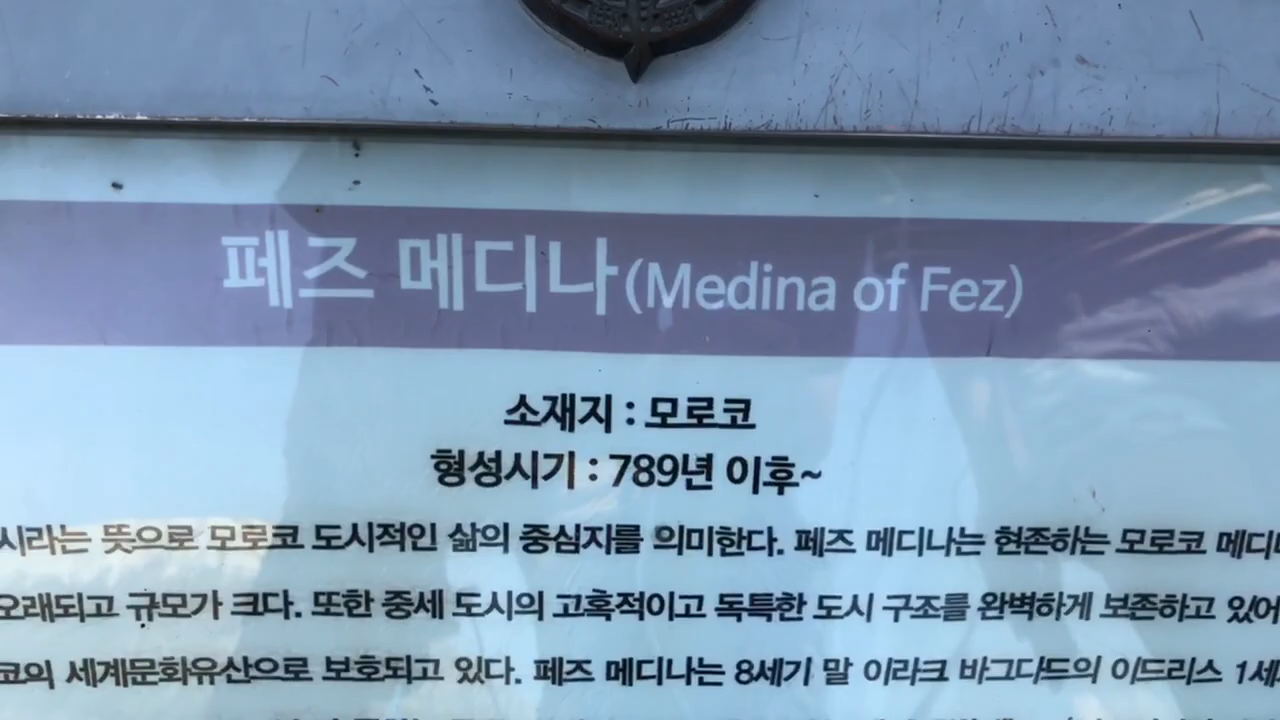 페즈 메디나(Medina of Fez)
소재지 : 모로코
형성시기 : 789년 이후~
시라는 뜻으로 모로코 도시적인 삶의 중심지를 의미한다. 페즈 메디나는 현존하는 모로코
오래되고 규모가 크다. 또한 중세 도시의 고혹적이고 독특한 도시 구조를 완벽하게 보존하고 있어
코의 세계문화유산으로 보호되고 있다. 페즈 메디나는 8세기 말 이라크 바그다드의 이드리스 1세